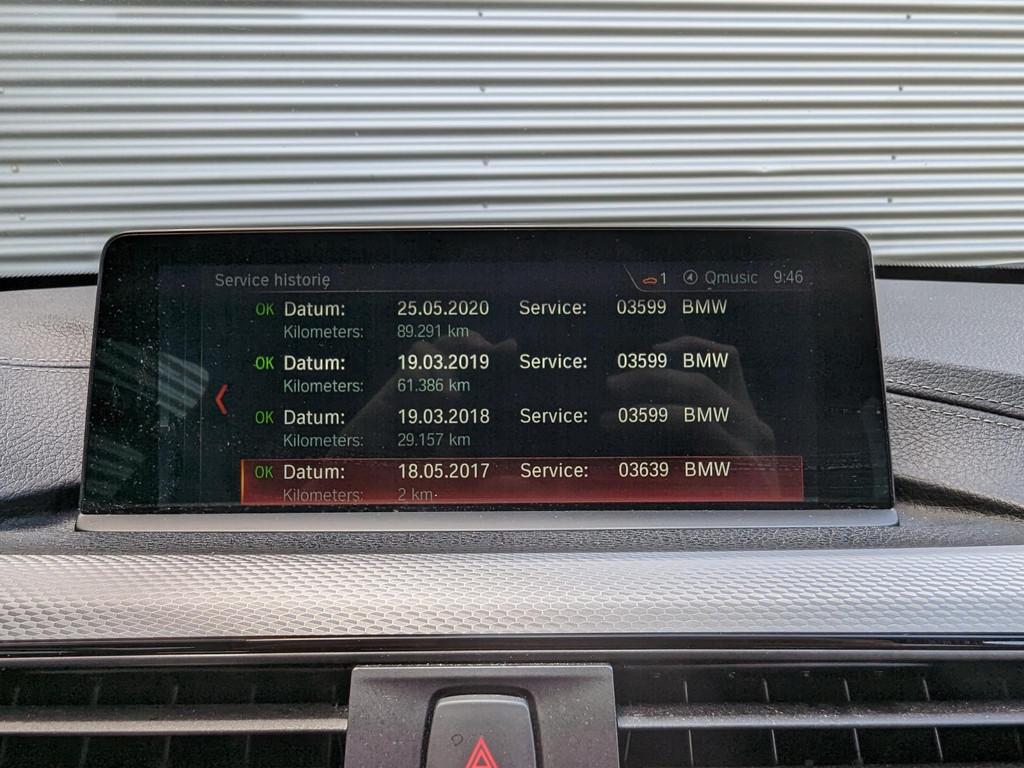 Service historie
1 Qmusic 9:46
OK Datum: 25.05.2020 Service: 03599 BMW
Kilometers: 89.291 km
OK Datum: 19.03.2019 Service: 03599 BMW
Kilometers: 61.386 km
OK Datum: 19.03.2018 Service: 03599 BMW
Kilometers: 29.157 km
OK Datum: 18.05.2017 Service: 03639 BMW
Kilometers: 2 km